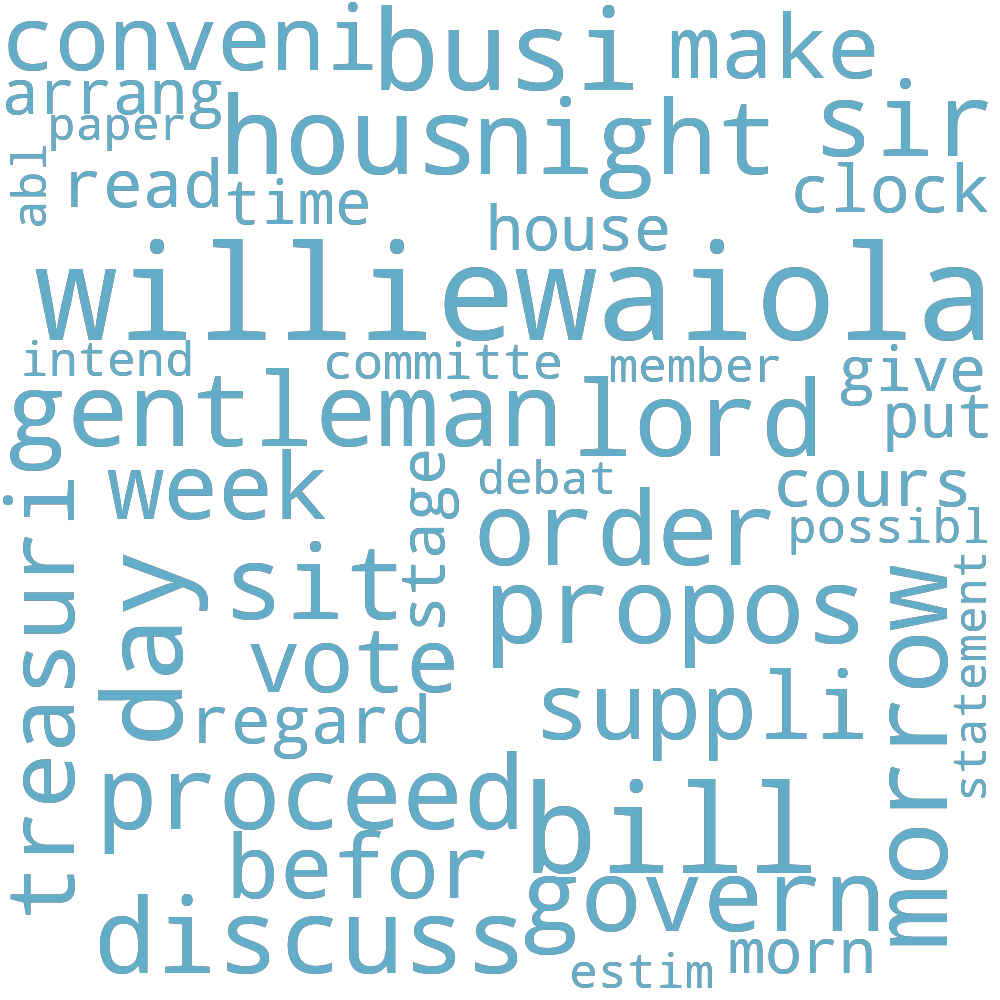 conveni busi make
arrang hous night sir
paper
abl read time clock
house
williewaiola
intend committe member give
gentleman lord put
treasuri week stage debat cours
order possibl
day sit propos morrow statement
vote
regard suppli
proceed bill
befor govern
discuss morn
estim